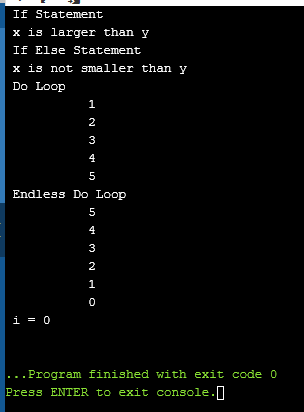 If Statement
x is larger than y
If Else Statement
x is not smaller than y
Do Loop
1
2
3
4
5
Endless Do Loop
5
4
3
2
1
0
i = 0
...Program finished with exit code 0
Press ENTER to exit console.